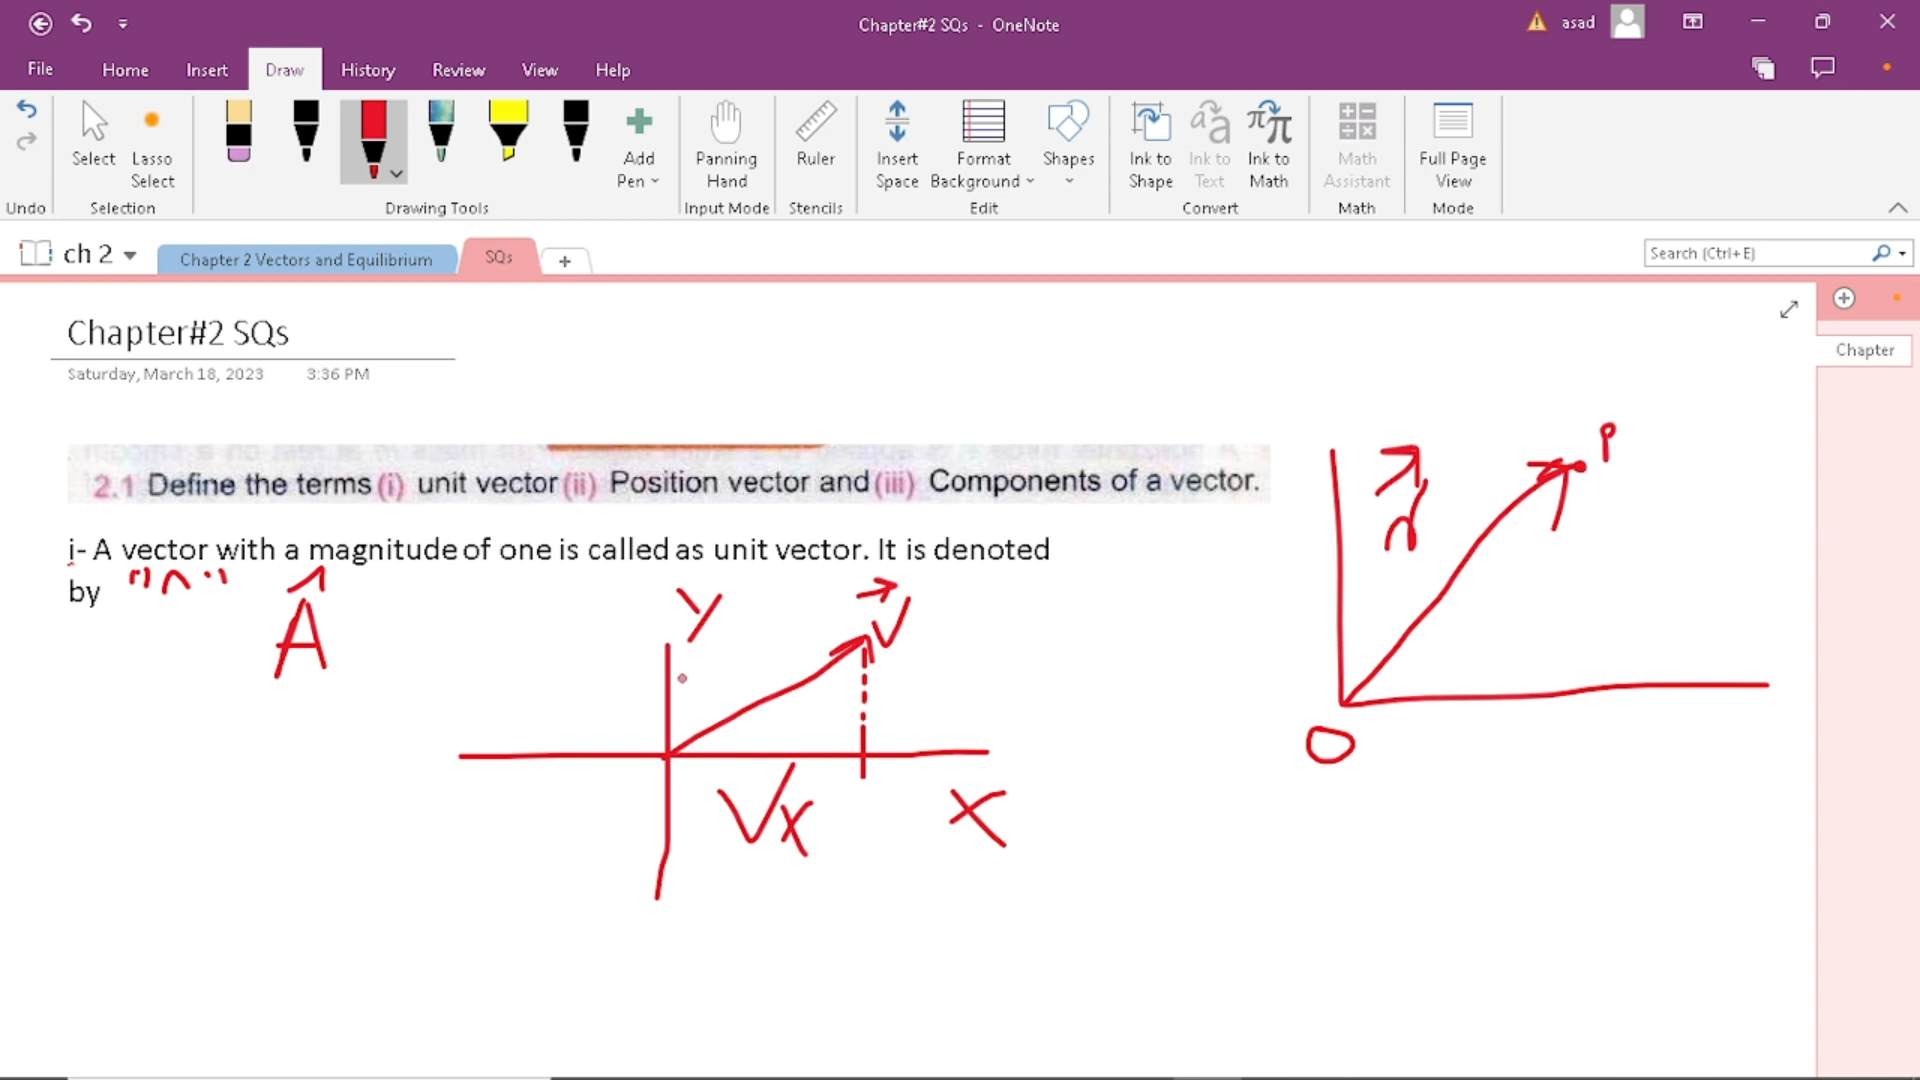 Chapter#2 SQs - OneNote
asad
File Home Insert Draw History Review View Help
Select Lasso Select Add Pen Panning Hand Ruler Insert Space Format Background Shapes Ink to Shape Ink to Text Ink to Math Math Assistant Full Page View
Undo Selection Drawing Tools Input Mode Stencils Edit Convert Math Mode
ch 2 Chapter 2 Vectors and Equilibrium SQs + Search (Ctrl+E)
Chapter
Chapter#2 SQs
Saturday, March 18, 2023 3:36 PM
2.1 Define the terms (i) unit vector (ii) Position vector and (iii) Components of a vector.
i- A vector with a magnitude of one is called as unit vector. It is denoted
by "^"
Â
Y
V
Vx
X
r
P
O